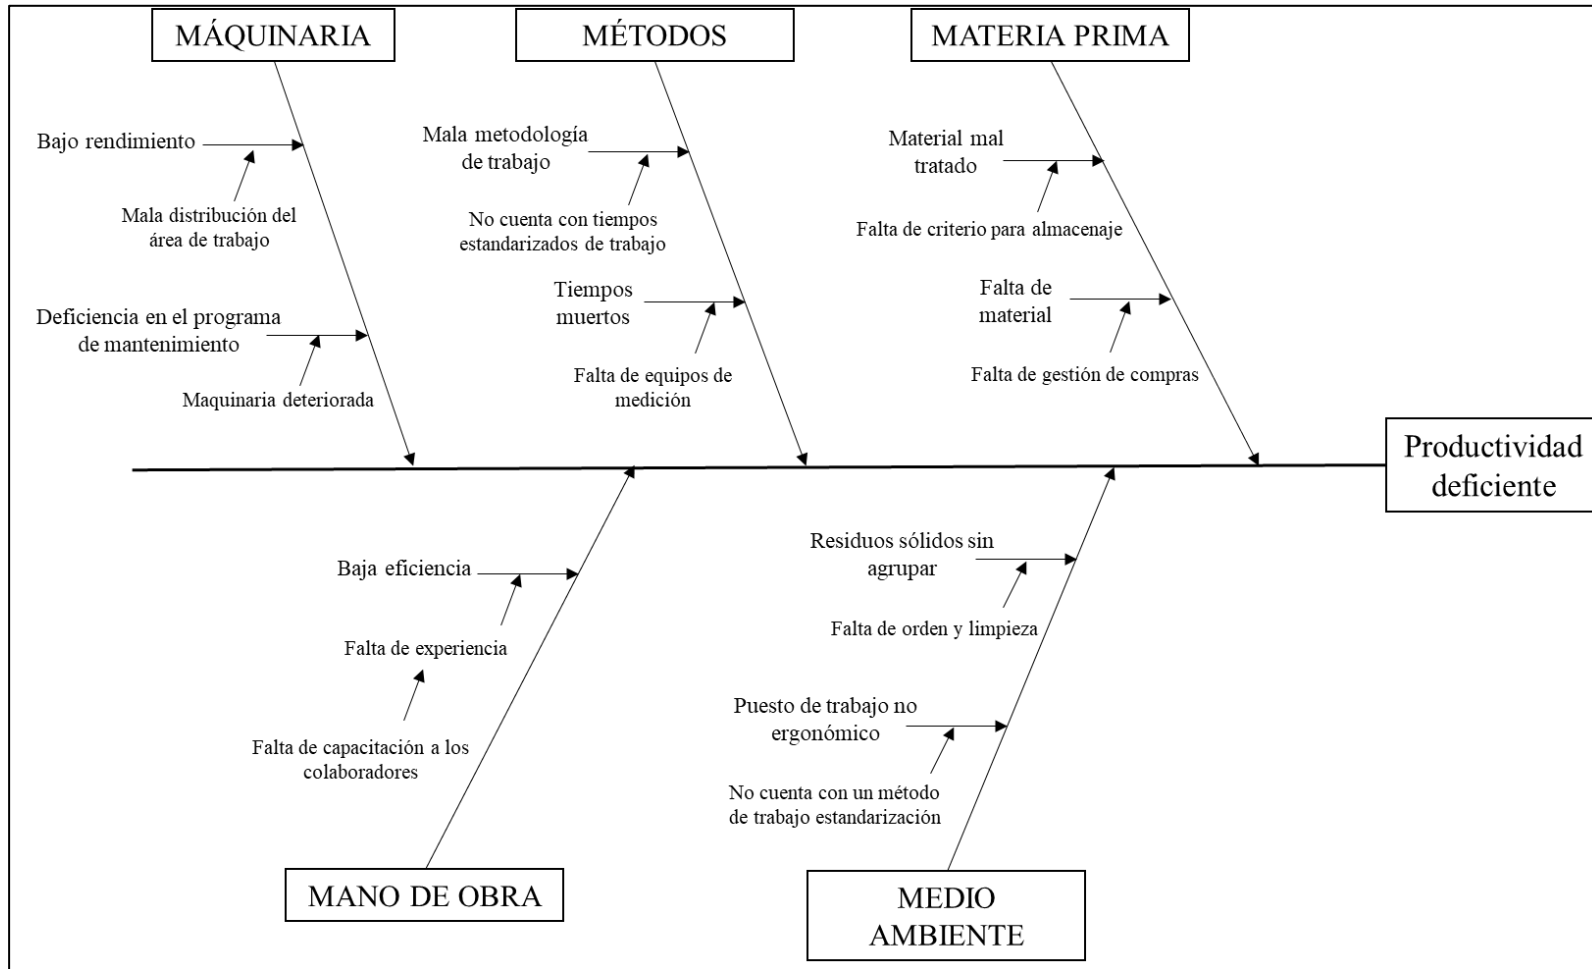 MÁQUINARIA
MÉTODOS
MATERIA PRIMA
Bajo rendimiento
Mala distribución del
área de trabajo
Deficiencia en el programa
de mantenimiento
Maquinaria deteriorada
Mala metodología
de trabajo
No cuenta con tiempos
estandarizados de trabajo
Tiempos
muertos
Falta de equipos de
medición
Material mal
tratado
Falta de criterio para almacenaje
Falta de
material
Falta de gestión de compras
Productividad
deficiente
Baja eficiencia
Falta de experiencia
Falta de capacitación a los
colaboradores
Residuos sólidos sin
agrupar
Falta de orden y limpieza
Puesto de trabajo no
ergonómico
No cuenta con un método
de trabajo estandarización
MANO DE OBRA
MEDIO
AMBIENTE